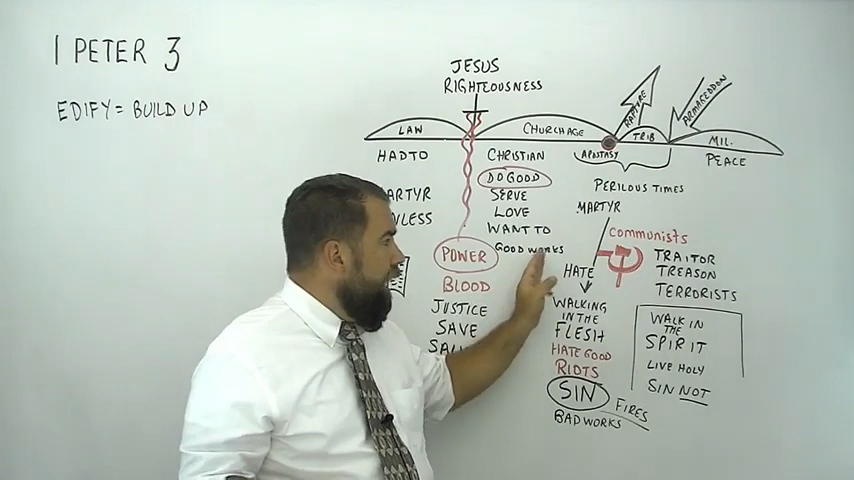 1 PETER 3
EDIFY = BUILD UP
JESUS
RIGHTEOUSNESS
LAW
CHURCHAGE
RAPTURE
TRIB
ARMAGEDDON
MIL.
HAD TO
ARTYR
NLESS
CHRISTIAN
DO GOOD
SERVE
LOVE
WANT TO
GOOD WORKS
POWER
BLOOD
JUSTICE
SAVE
APOSTASY
PEACE
PERILOUS TIMES
MARTYR
COMMUNISTS
TRAITOR
TREASON
TERRORISTS
HATE
WALKING
IN THE
FLESH
HATE GOOD
RIOTS
SIN
FIRES
BAD WORKS
WALK IN
THE
SPIRIT
LIVE HOLY
SIN NOT